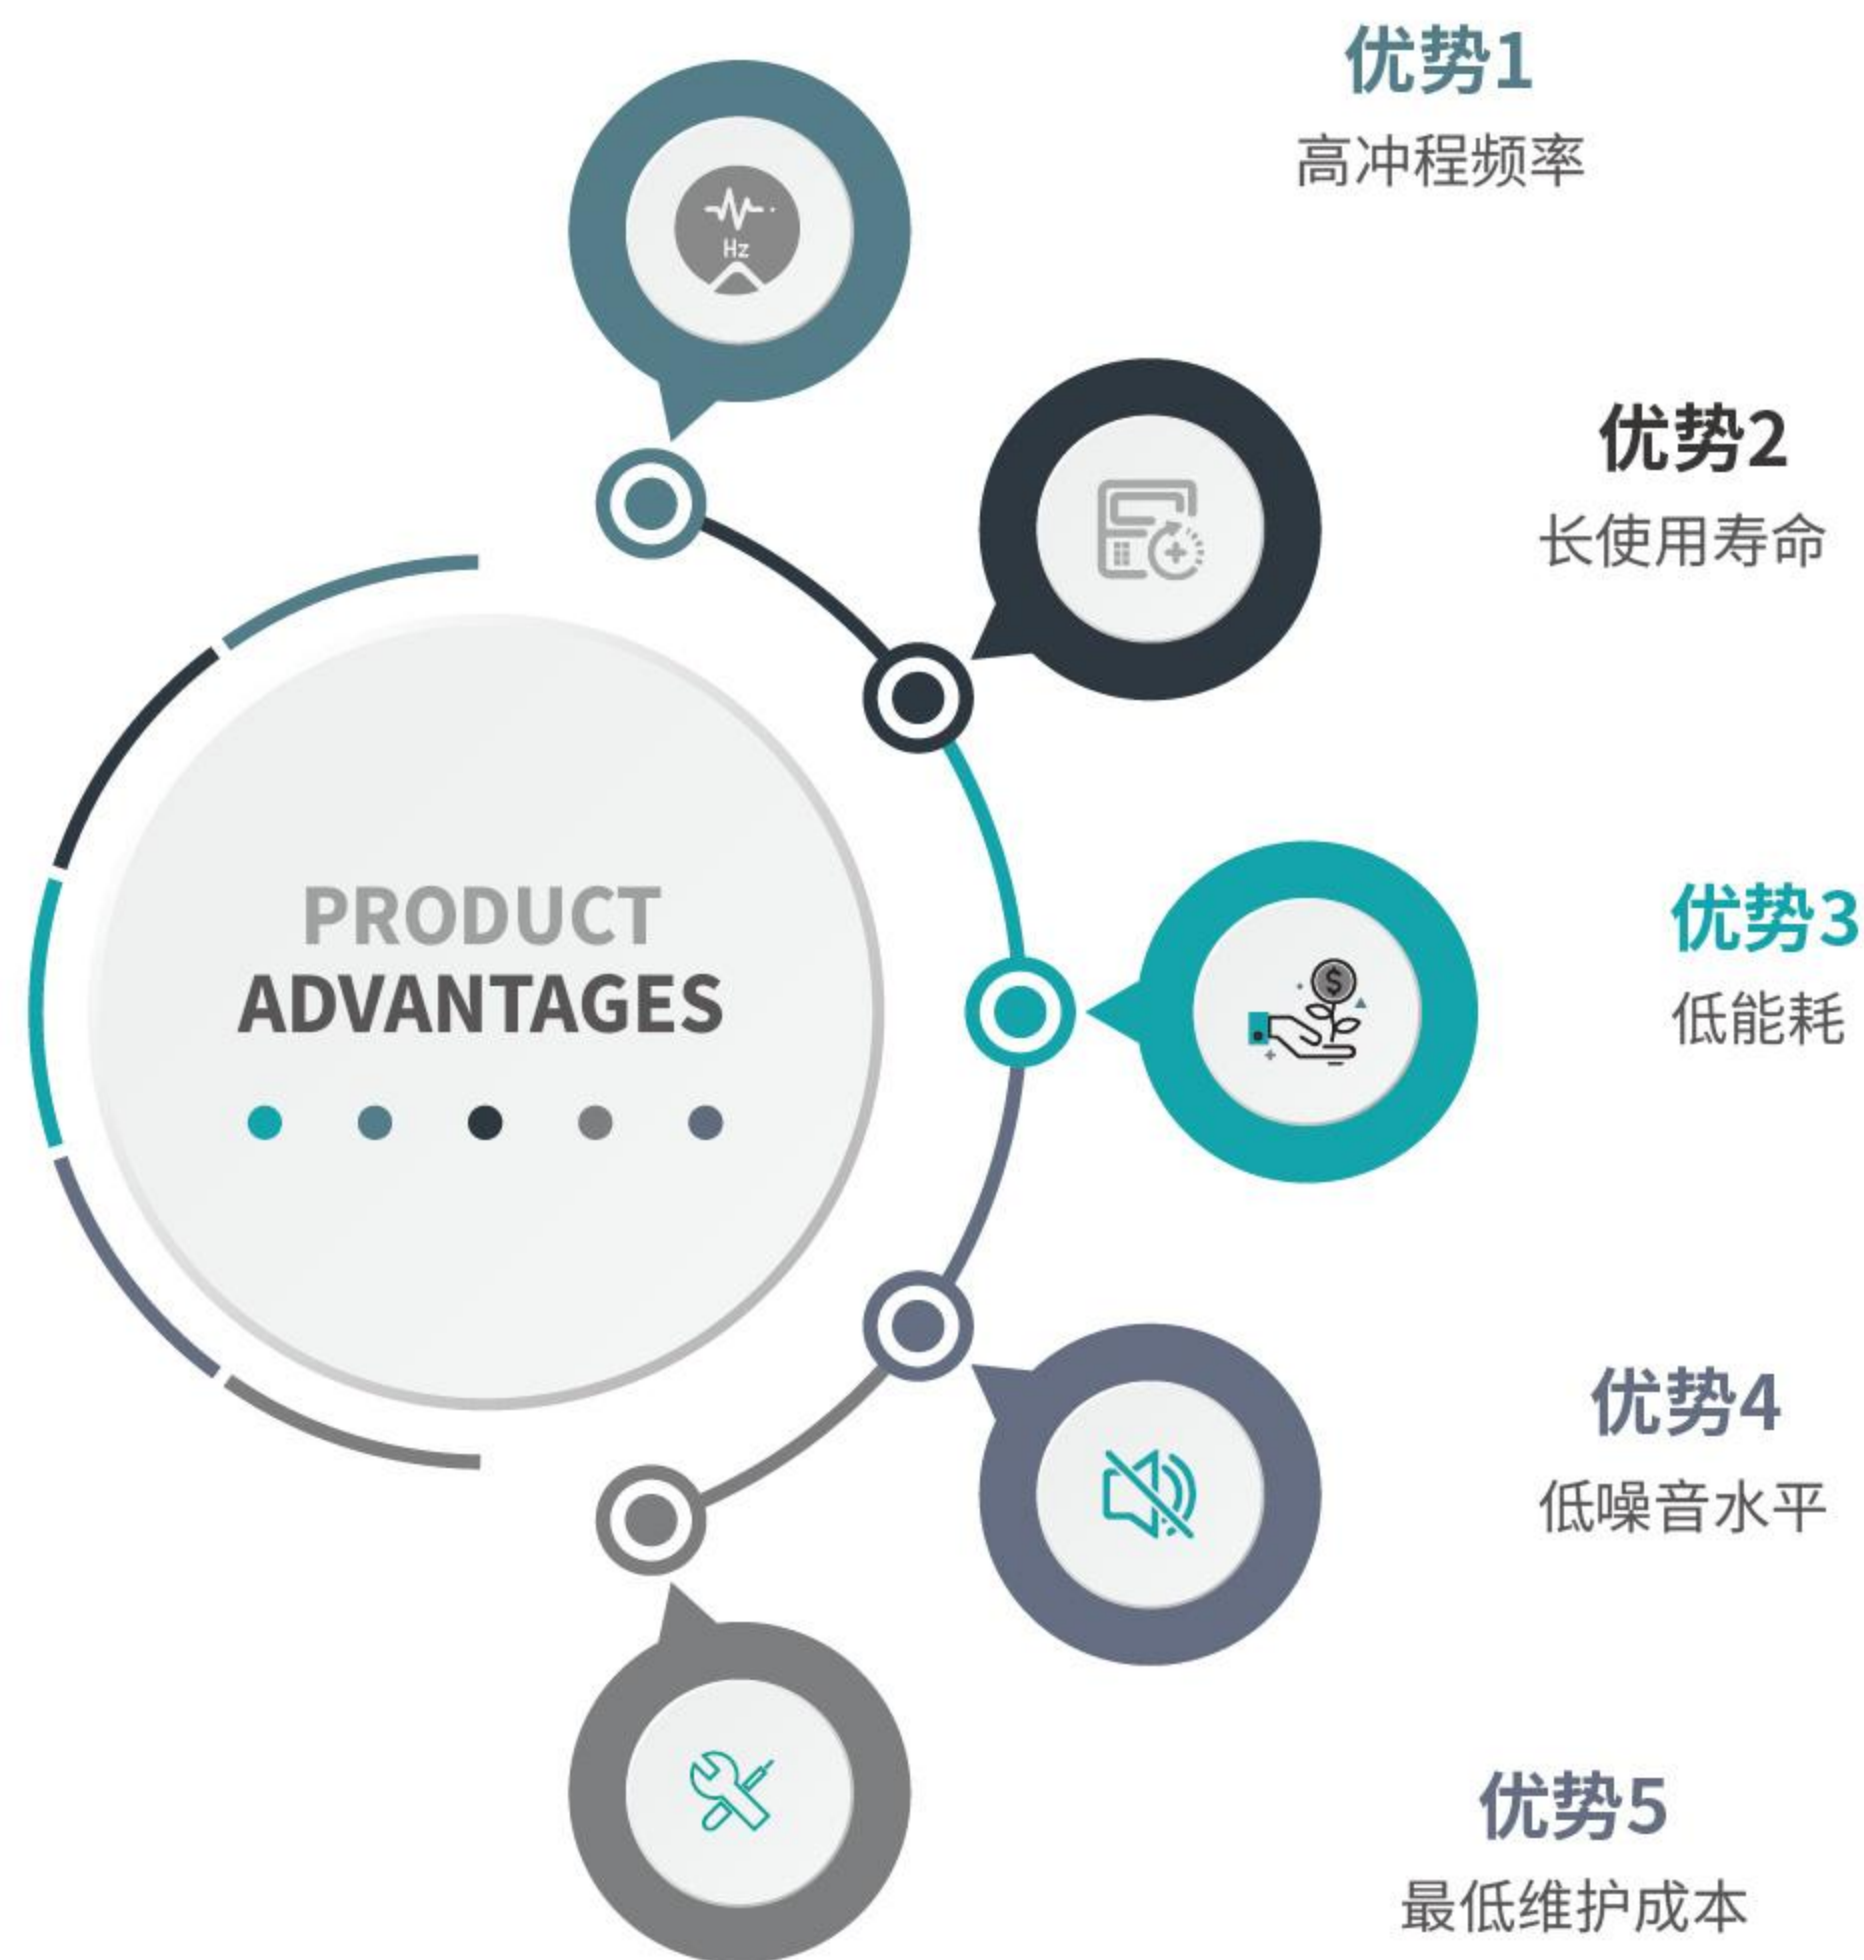 优势1
高冲程频率
Hz
优势2
长使用寿命
PRODUCT
ADVANTAGES
优势3
$
低能耗
优势4
低噪音水平
优势5
最低维护成本